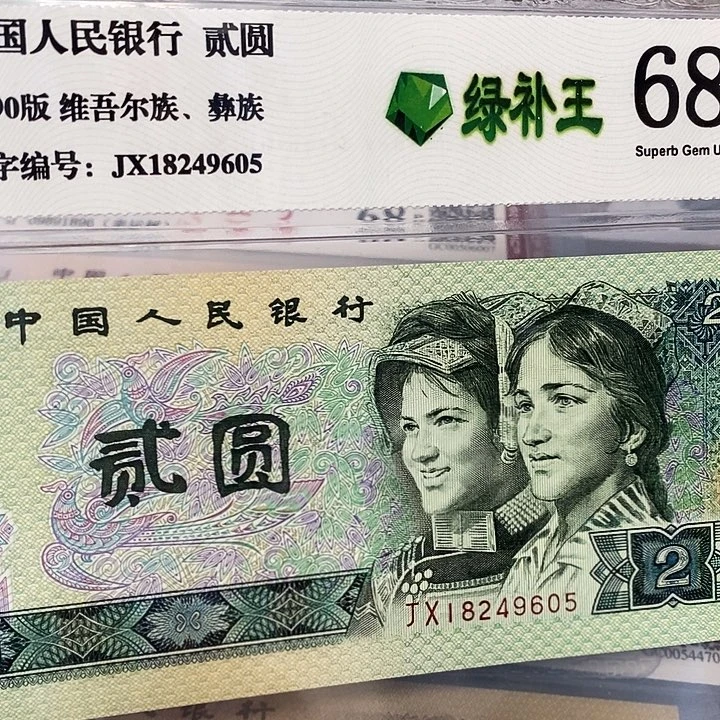 国人民银行 贰圆
90版 维吾尔族、彝族
字编号：JX18249605
绿补王
68
Superb Gem U
中国人民银行
贰圆
JX18249605
2